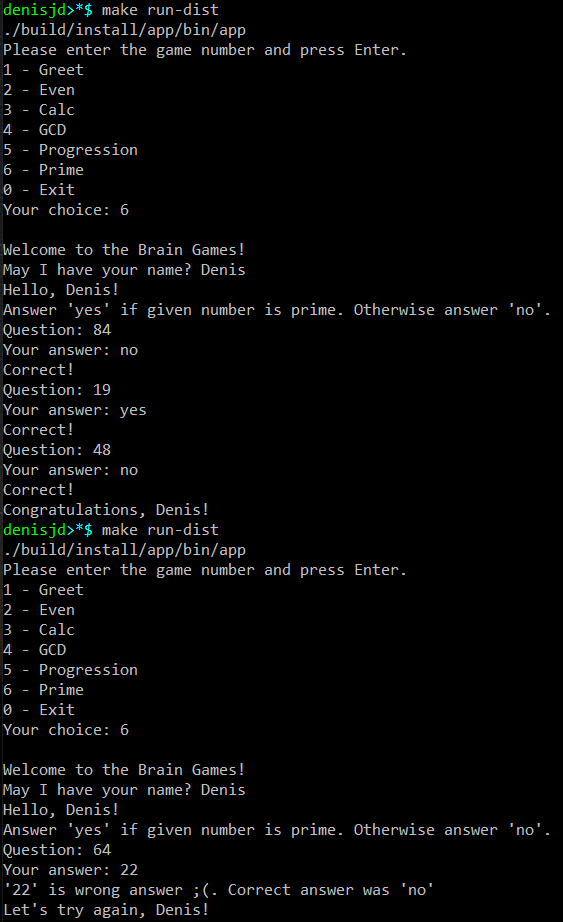 denisjd>*$ make run-dist
./build/install/app/bin/app
Please enter the game number and press Enter.
1 - Greet
2 - Even
3 - Calc
4 - GCD
5 - Progression
6 - Prime
0 - Exit
Your choice: 6
Welcome to the Brain Games!
May I have your name? Denis
Hello, Denis!
Answer 'yes' if given number is prime. Otherwise answer 'no'.
Question: 84
Your answer: no
Correct!
Question: 19
Your answer: yes
Correct!
Question: 48
Your answer: no
Correct!
Congratulations, Denis!
denisjd>*$ make run-dist
./build/install/app/bin/app
Please enter the game number and press Enter.
1 - Greet
2 - Even
3 - Calc
4 - GCD
5 - Progression
6 - Prime
0 - Exit
Your choice: 6
Welcome to the Brain Games!
May I have your name? Denis
Hello, Denis!
Answer 'yes' if given number is prime. Otherwise answer 'no'.
Question: 64
Your answer: 22
'22' is wrong answer ;(. Correct answer was 'no'
Let's try again, Denis!